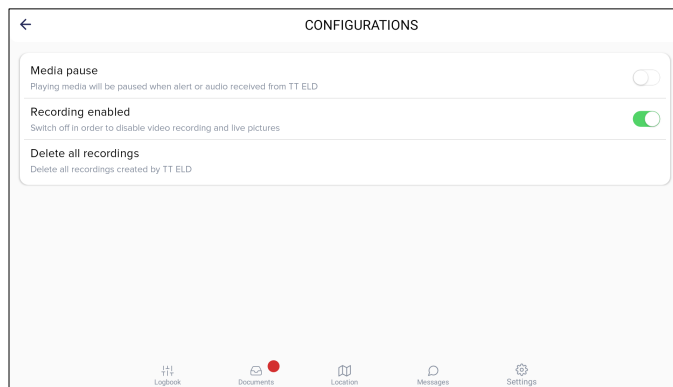 CONFIGURATIONS
Media pause
Playing media will be paused when alert or audio received from TT ELD
Recording enabled
Switch off in order to disable video recording and live pictures
Delete all recordings
Delete all recordings created by TT ELD
Logbook Documents Location Messages Settings